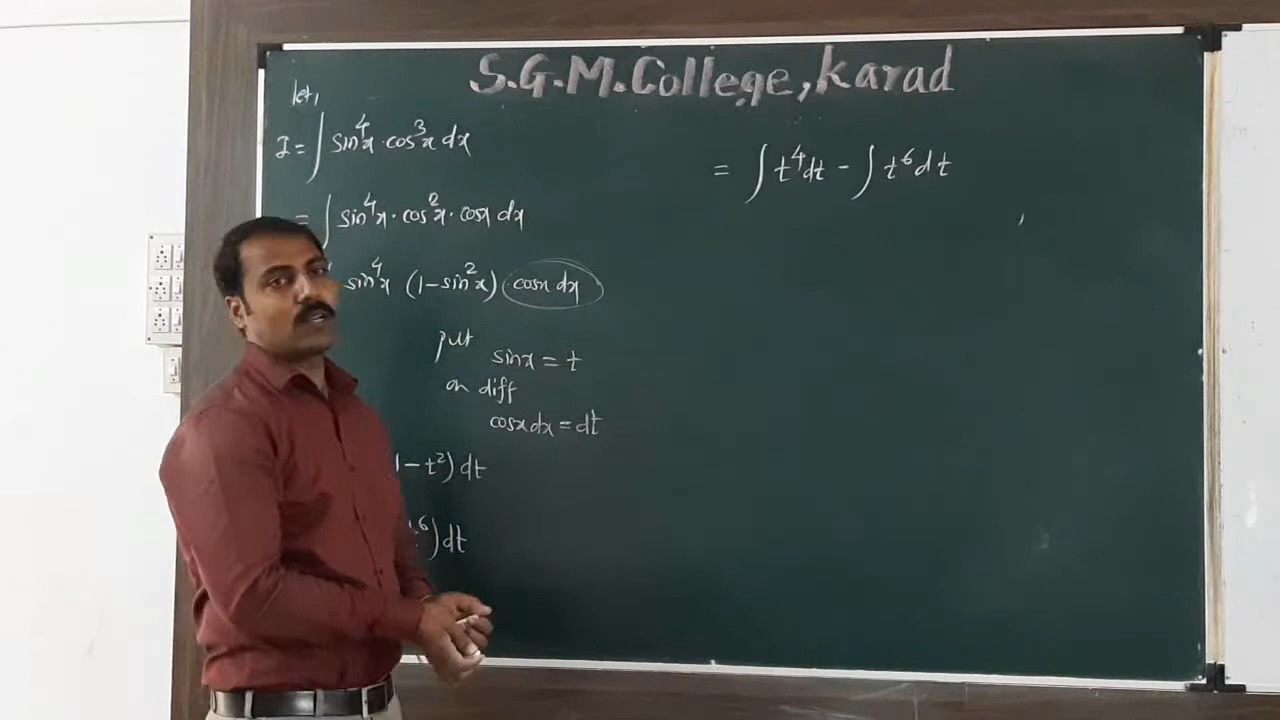 S.G.M. College, Karad
let,
I = ∫ sin⁴x · cos³x dx
= ∫ sin⁴x · cos²x · cosx dx
sin⁴x (1 – sin²x) cosx dx
put sinx = t
on diff
cosx dx = dt
1 – t²) dt
t⁶) dt
= ∫ t⁴ dt – ∫ t⁶ dt